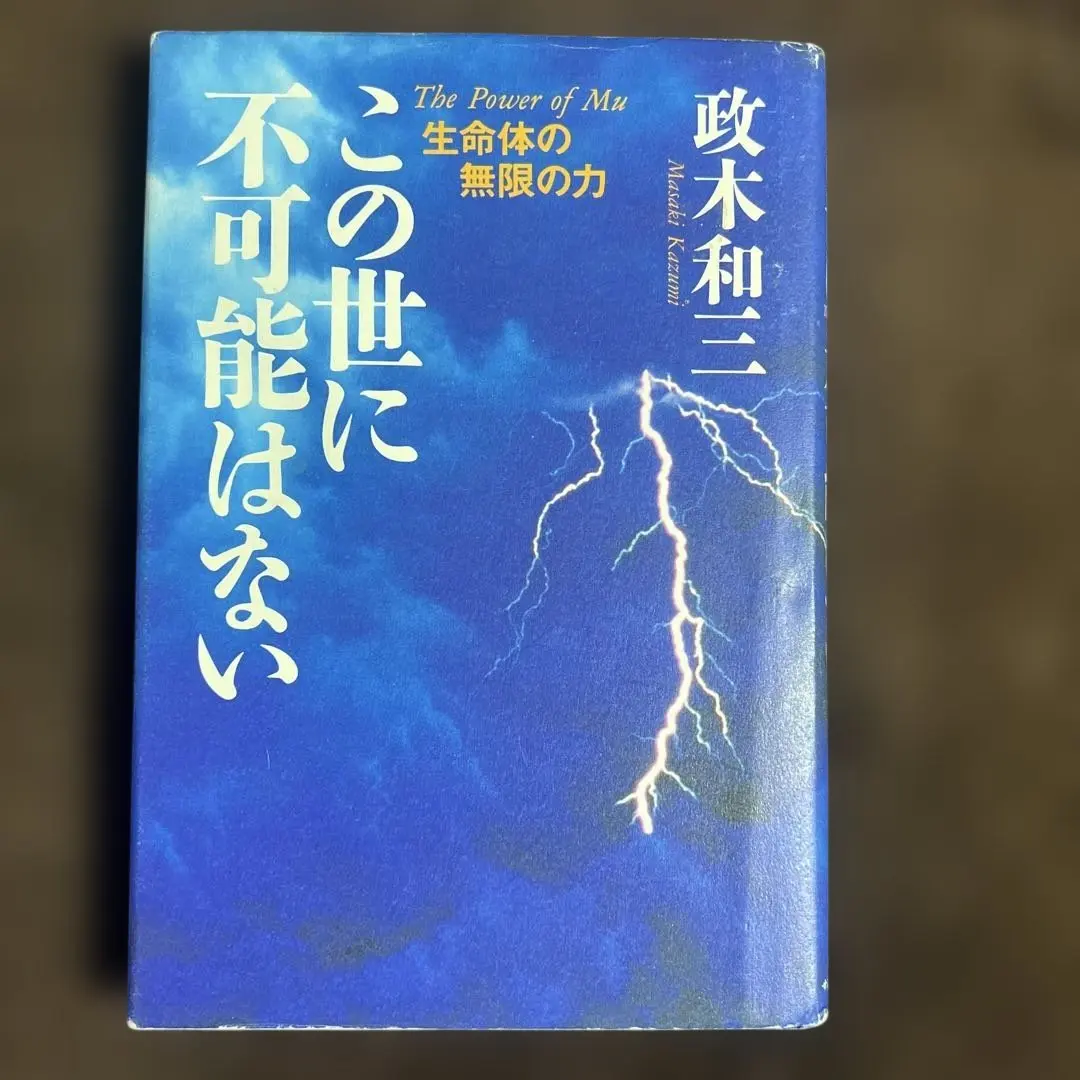 この世に
不可能はない
The Power of Mu
生命体の
無限の力
政木和三
Masaki Kazumi